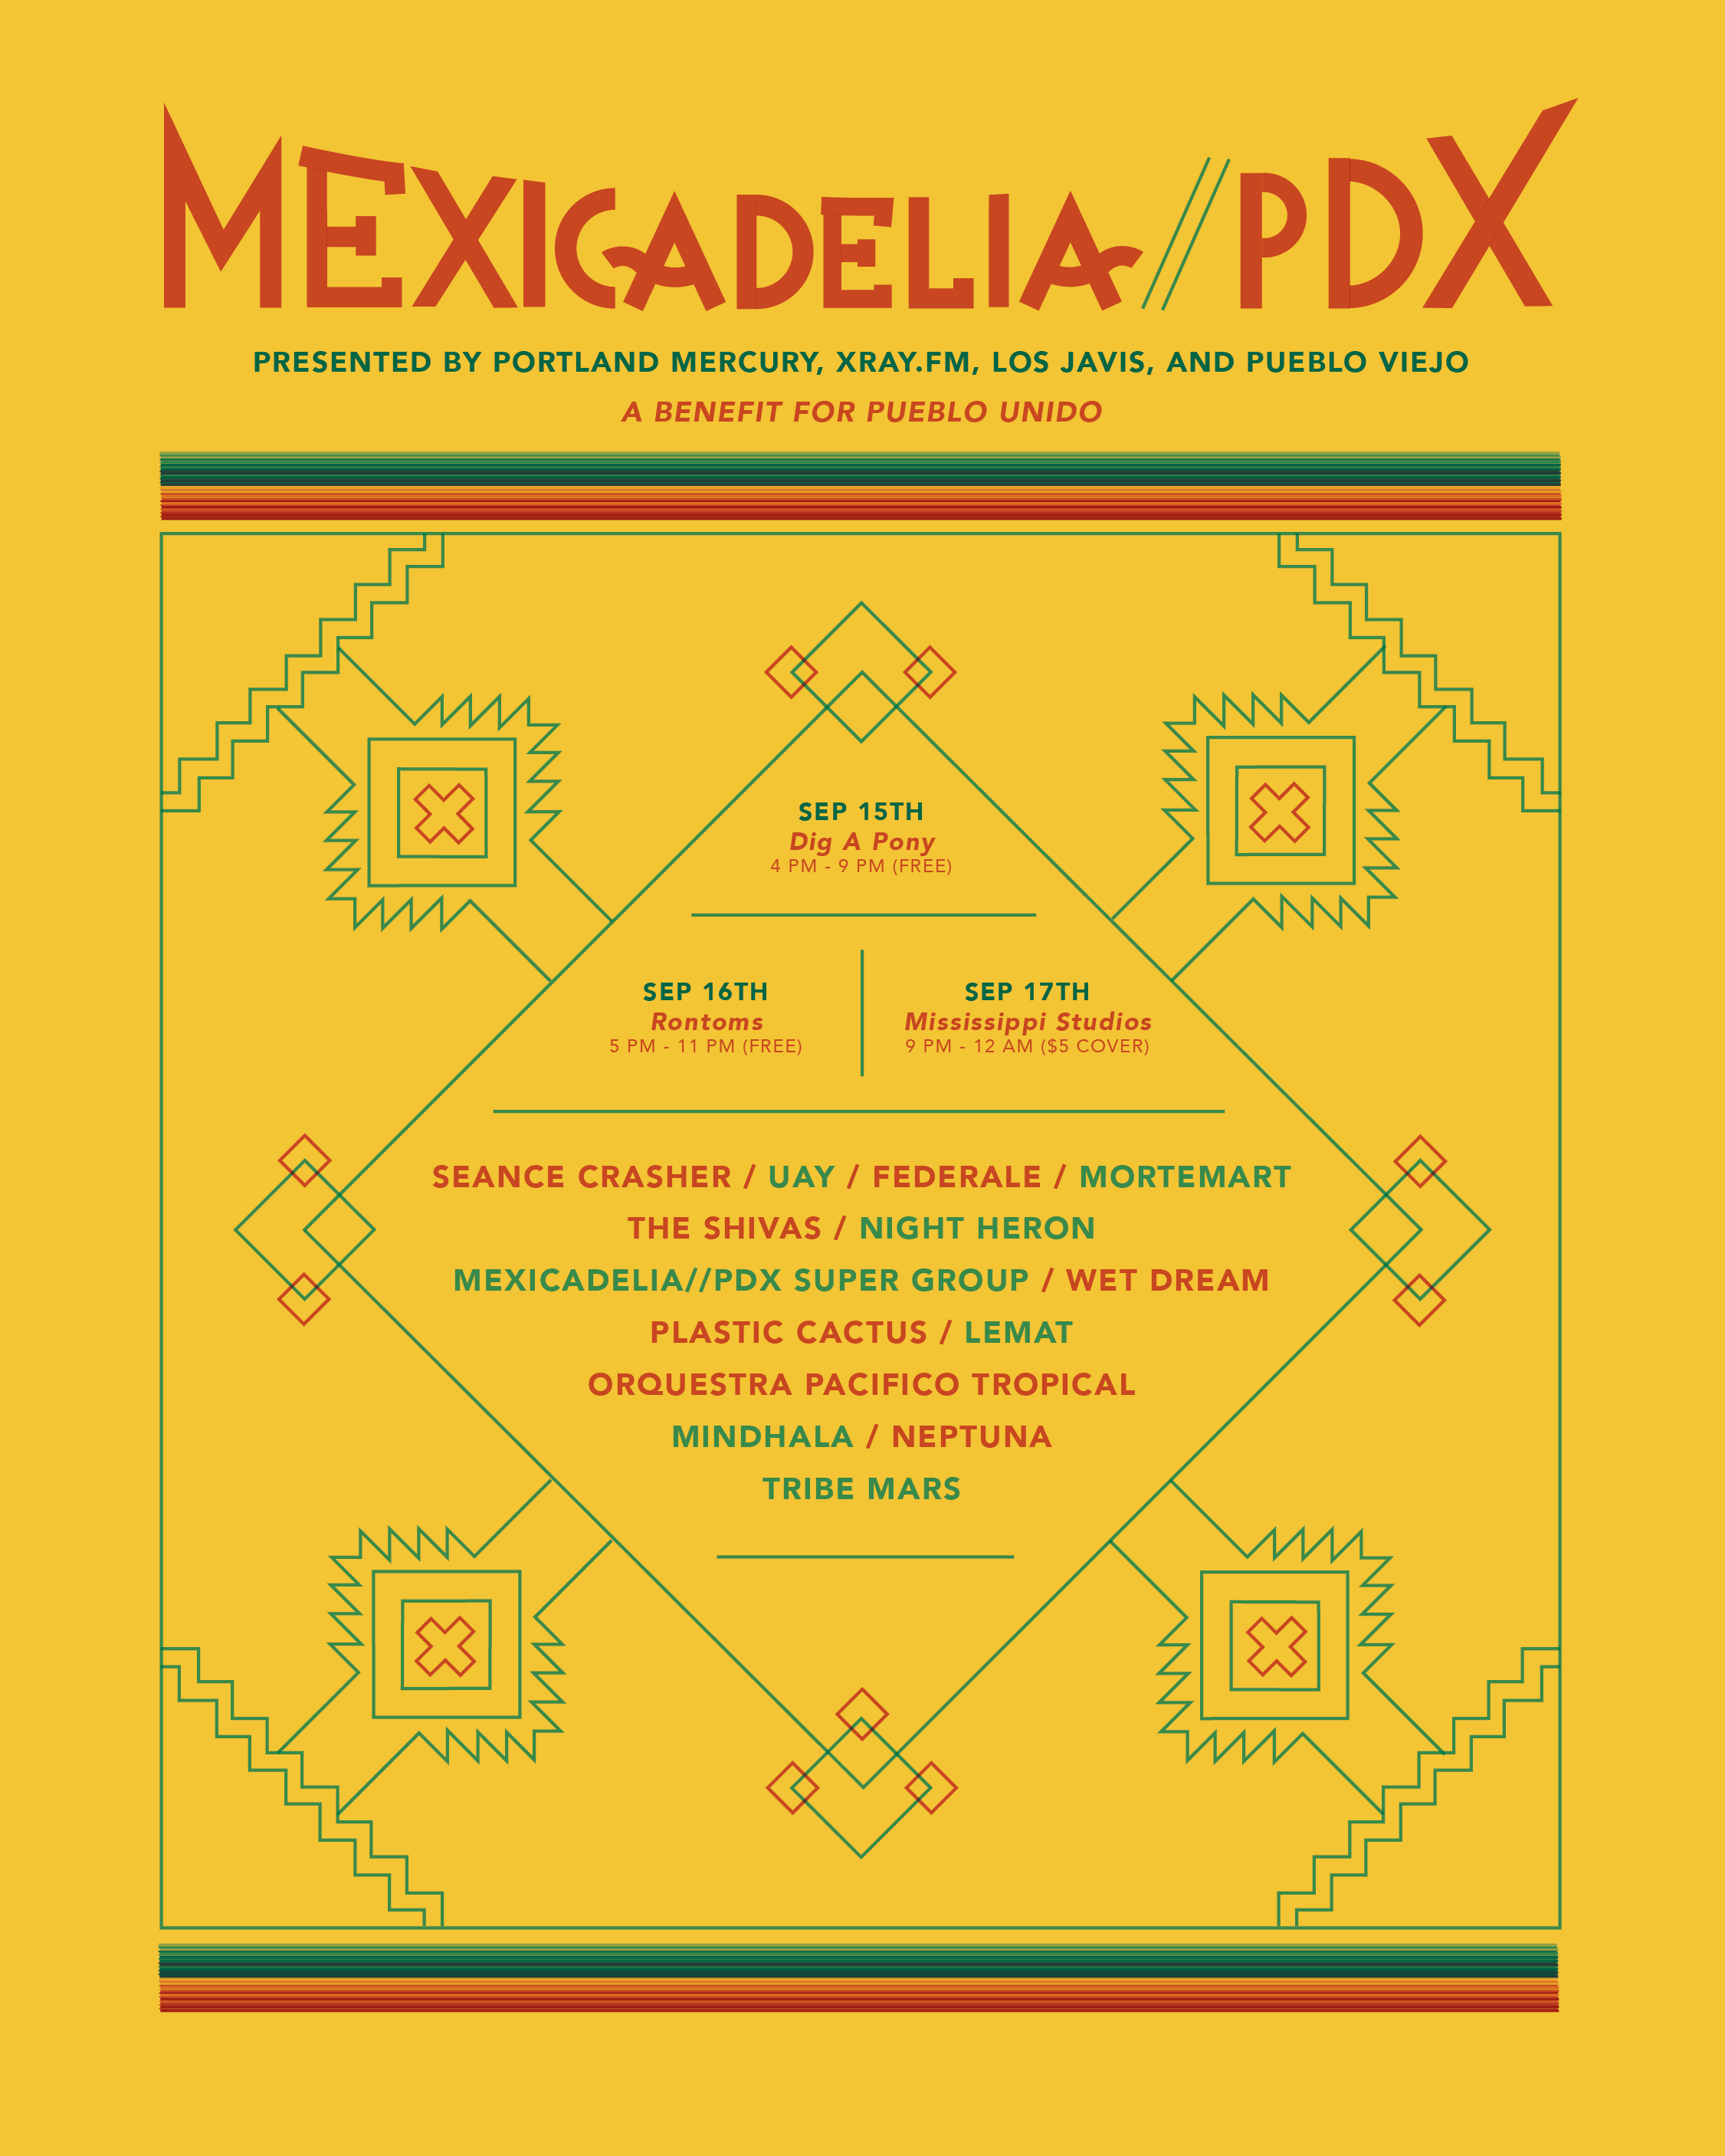 MEXICADELIA//PDX
PRESENTED BY PORTLAND MERCURY, XRAY.FM, LOS JAVIS, AND PUEBLO VIEJO
A BENEFIT FOR PUEBLO UNIDO
SEP 15TH
Dig A Pony
4 PM - 9 PM (FREE)
SEP 16TH
Rontoms
5 PM - 11 PM (FREE)
SEP 17TH
Mississippi Studios
9 PM - 12 AM ($5 COVER)
SEANCE CRASHER / UAY / FEDERALE / MORTEMART
THE SHIVAS / NIGHT HERON
MEXICADELIA//PDX SUPER GROUP / WET DREAM
PLASTIC CACTUS / LEMAT
ORQUESTRA PACIFICO TROPICAL
MINDHALA / NEPTUNA
TRIBE MARS